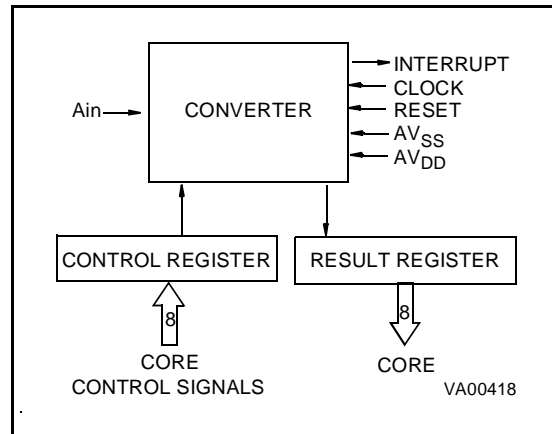 INTERRUPT
CLOCK
Ain
CONVERTER
RESET
AVSS
AVDD
CONTROL REGISTER
RESULT REGISTER
8
8
CORE
CONTROL SIGNALS
CORE
VA00418